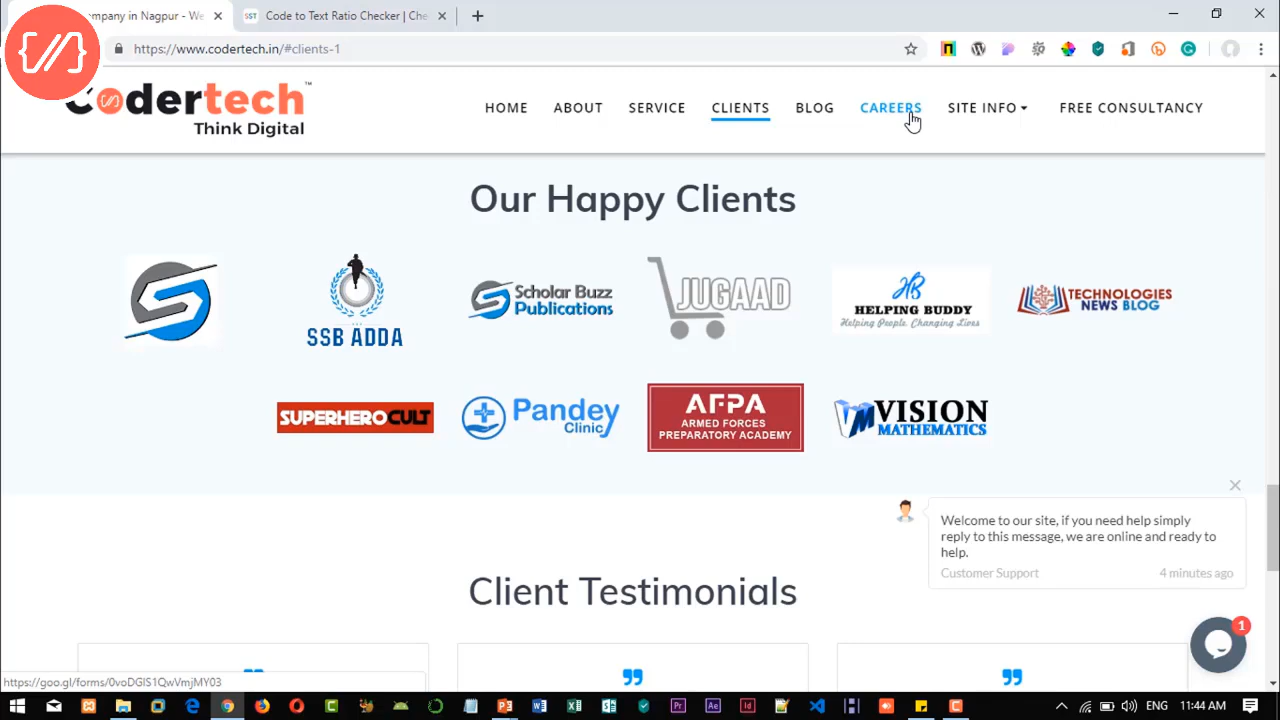 ompany in Nagpur - We
Code to Text Ratio Checker | Che
https://www.codertech.in/#clients-1
Codertech™
Think Digital
HOME
ABOUT
SERVICE
CLIENTS
BLOG
CAREERS
SITE INFO
FREE CONSULTANCY
Our Happy Clients
SSB ADDA
Scholar Buzz
Publications
JUGAAD
HB
HELPING BUDDY
Helping People. Changing Lives
TECHNOLOGIES
NEWS BLOG
SUPERHEROCULT
Pandey
Clinic
AFPA
ARMED FORCES
PREPARATORY ACADEMY
VISION
MATHEMATICS
Welcome to our site, if you need help simply
reply to this message, we are online and ready to
help.
Customer Support
4 minutes ago
1
Client Testimonials
https://goo.gl/forms/0voDGlS1QwVmjMY03
11:44 AM